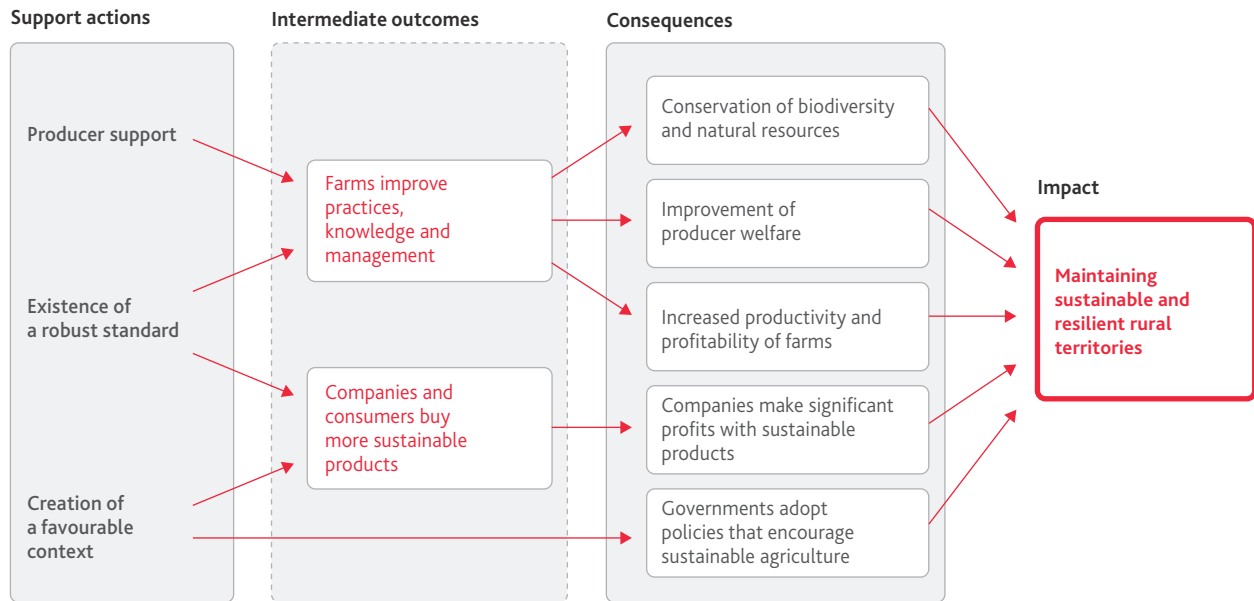 Support actions
Producer support
Existence of
a robust standard
Creation of
a favourable
context
Intermediate outcomes
Farms improve
practices,
knowledge and
management
Companies and
consumers buy
more sustainable
products
Consequences
Conservation of biodiversity
and natural resources
Improvement of
producer welfare
Increased productivity and
profitability of farms
Companies make significant
profits with sustainable
products
Governments adopt
policies that encourage
sustainable agriculture
Impact
Maintaining
sustainable and
resilient rural
territories